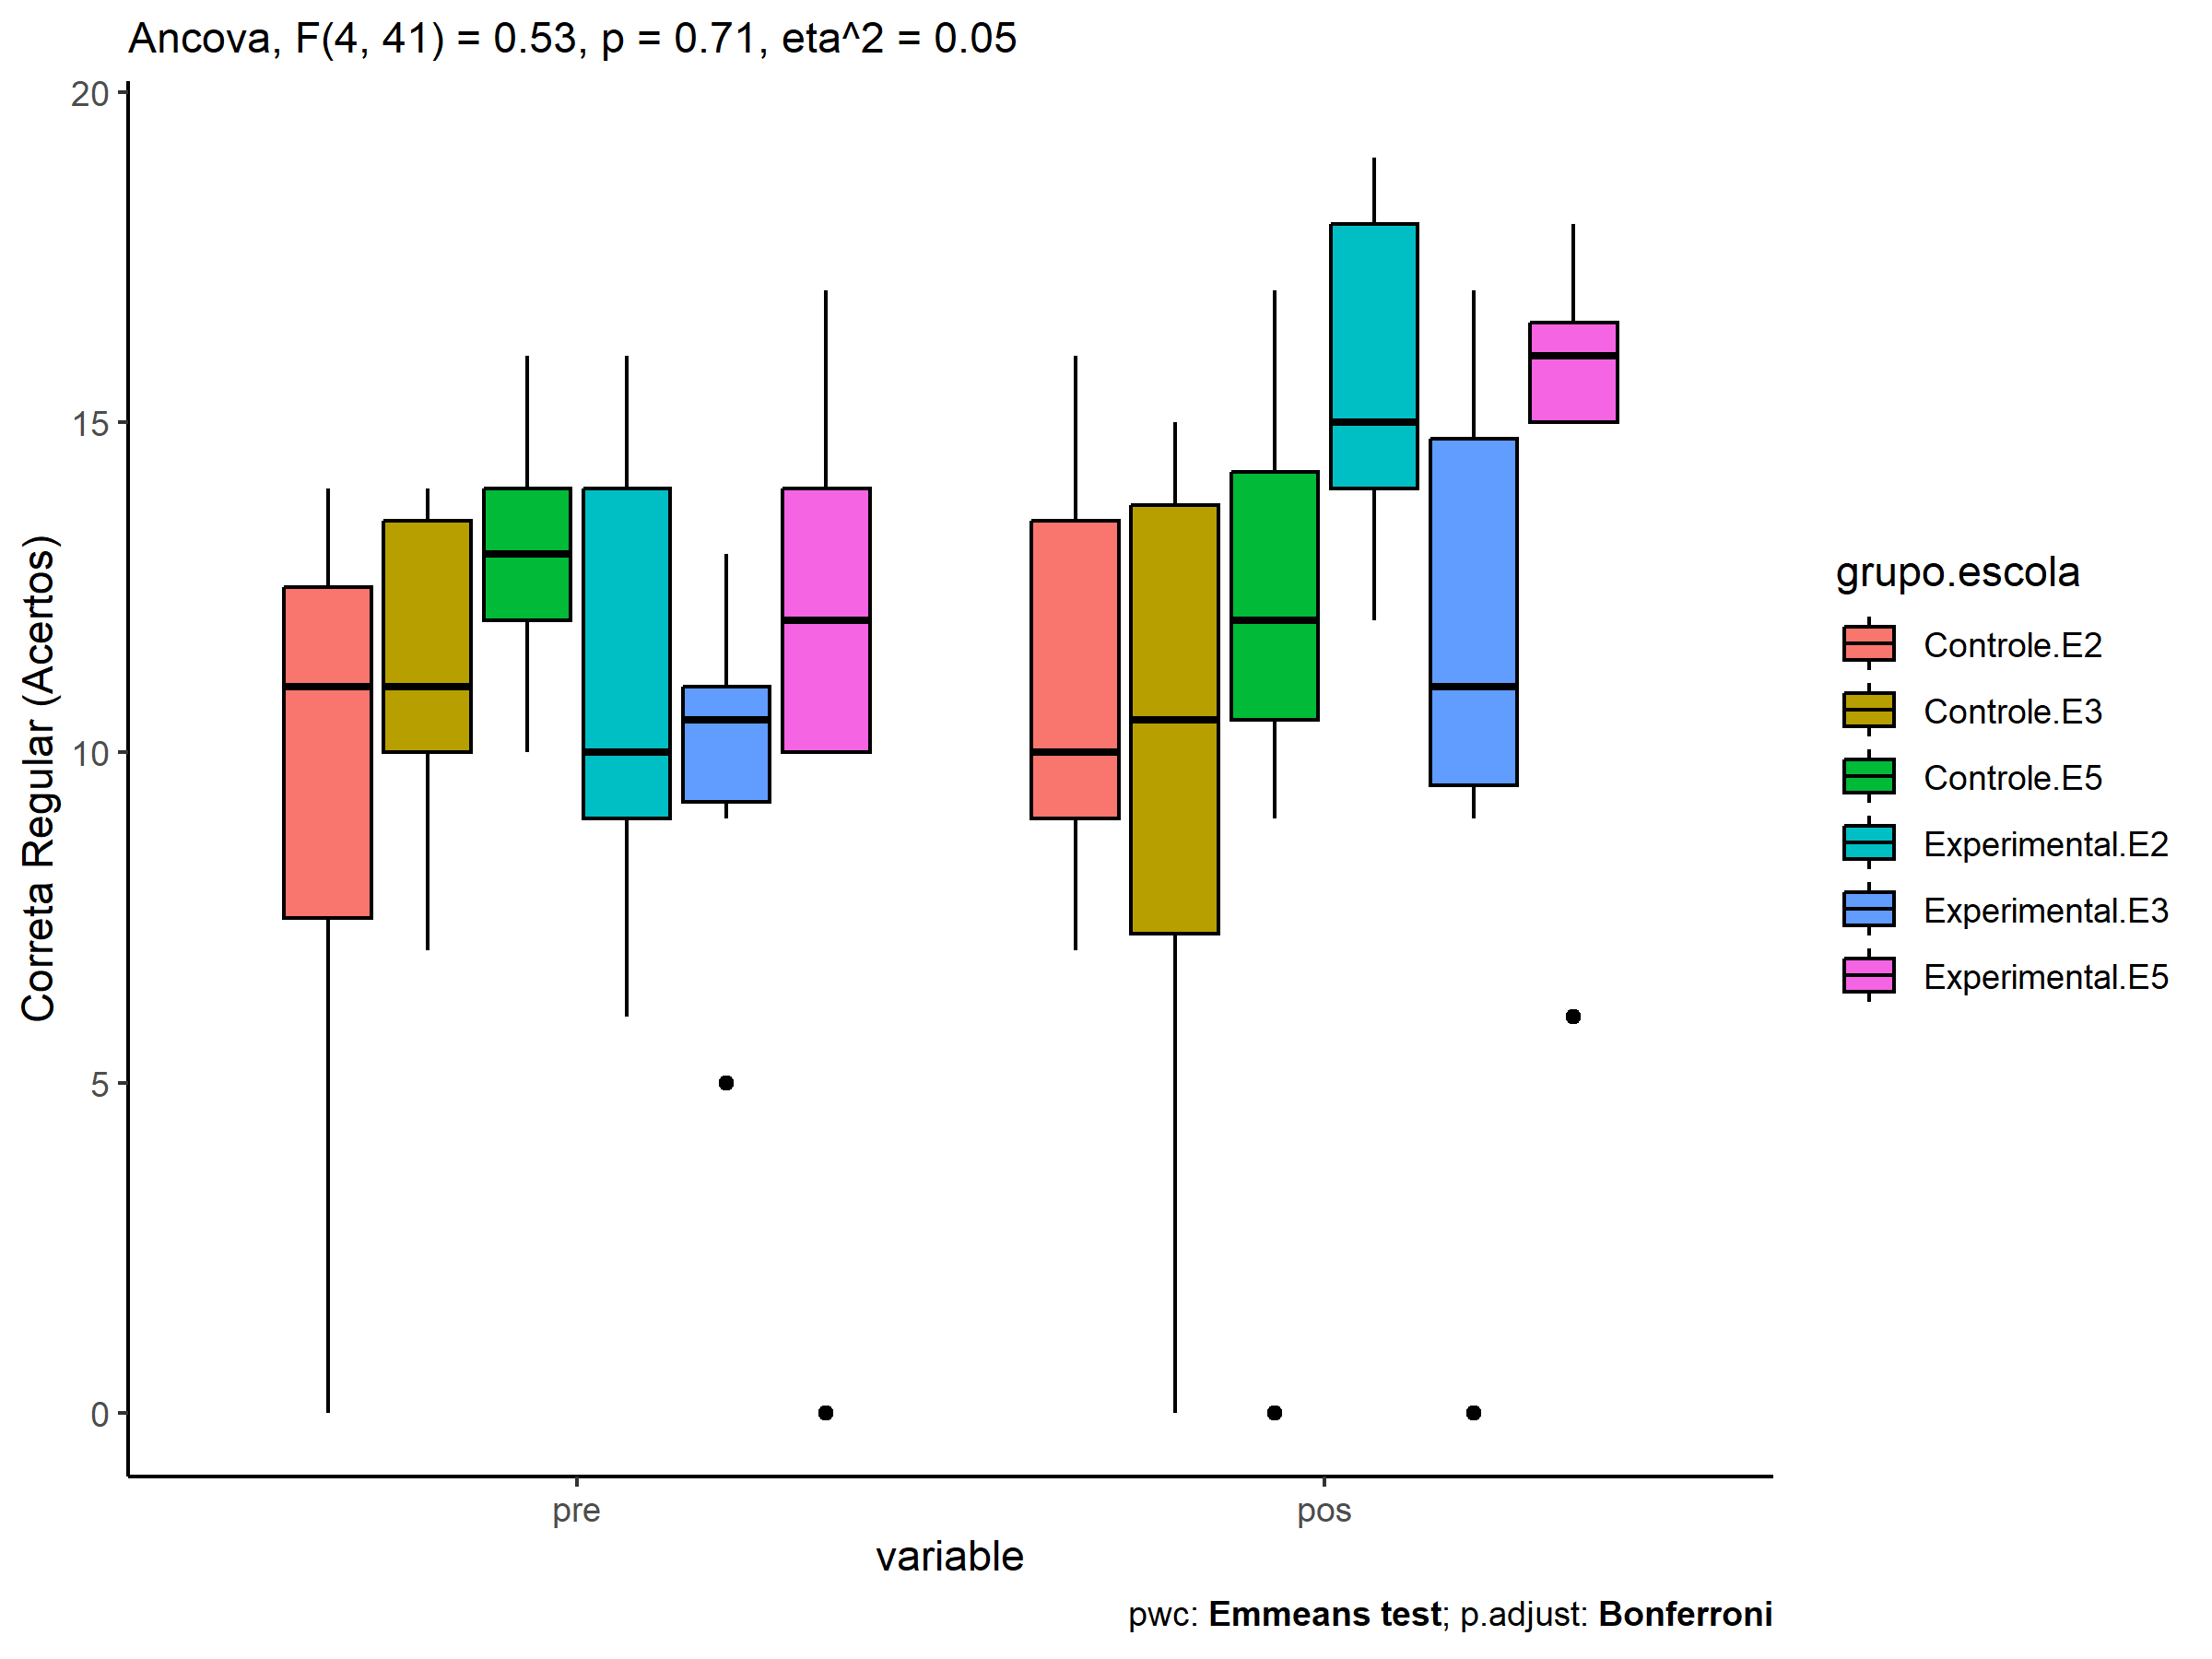 Ancova, F(4, 41) = 0.53, p = 0.71, eta^2 = 0.05
20
15
10
5
0
Correta Regular (Acertos)
pre
pos
variable
pwc: Emmeans test; p.adjust: Bonferroni
grupo.escola
Controle.E2
Controle.E3
Controle.E5
Experimental.E2
Experimental.E3
Experimental.E5